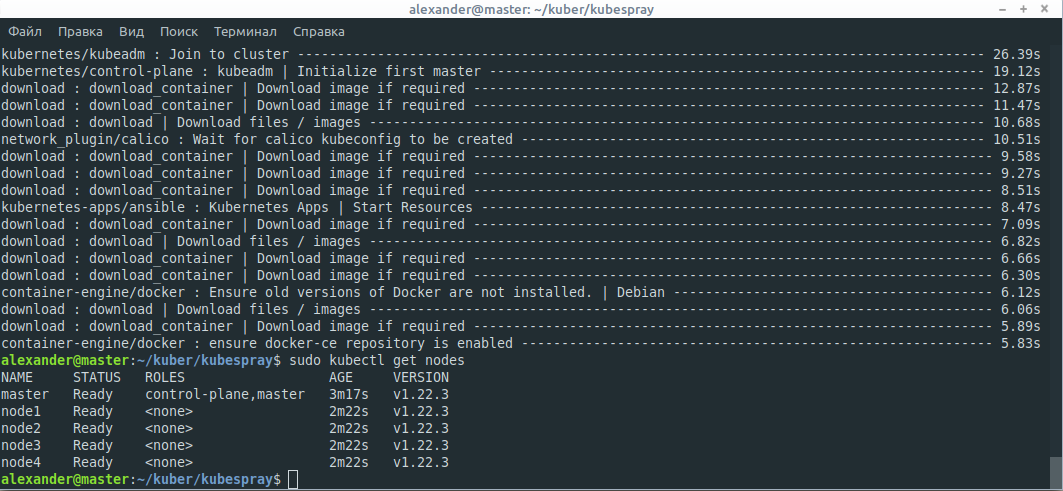 alexander@master: ~/kuber/kubespray
Файл Правка Вид Поиск Терминал Справка
kubernetes/kubeadm : Join to cluster -------------------------------------------------------------------------------------- 26.39s
kubernetes/control-plane : kubeadm | Initialize first master -------------------------------------------------------------- 19.12s
download : download_container | Download image if required ---------------------------------------------------------------- 12.87s
download : download_container | Download image if required ---------------------------------------------------------------- 11.47s
download : download | Download files / images ----------------------------------------------------------------------------- 10.68s
network_plugin/calico : Wait for calico kubeconfig to be created ---------------------------------------------------------- 10.51s
download : download_container | Download image if required ----------------------------------------------------------------- 9.58s
download : download_container | Download image if required ----------------------------------------------------------------- 9.27s
download : download_container | Download image if required ----------------------------------------------------------------- 8.51s
kubernetes-apps/ansible : Kubernetes Apps | Start Resources ---------------------------------------------------------------- 8.47s
download : download_container | Download image if required ----------------------------------------------------------------- 7.09s
download : download | Download files / images ------------------------------------------------------------------------------ 6.82s
download : download_container | Download image if required ----------------------------------------------------------------- 6.66s
download : download_container | Download image if required ----------------------------------------------------------------- 6.30s
container-engine/docker : Ensure old versions of Docker are not installed. | Debian ---------------------------------------- 6.12s
download : download | Download files / images ------------------------------------------------------------------------------ 6.06s
download : download_container | Download image if required ----------------------------------------------------------------- 5.89s
container-engine/docker : ensure docker-ce repository is enabled ----------------------------------------------------------- 5.83s
alexander@master:~/kuber/kubespray$ sudo kubectl get nodes
NAME STATUS ROLES AGE VERSION
master Ready control-plane,master 3m17s v1.22.3
node1 Ready <none> 2m22s v1.22.3
node2 Ready <none> 2m22s v1.22.3
node3 Ready <none> 2m22s v1.22.3
node4 Ready <none> 2m22s v1.22.3
alexander@master:~/kuber/kubespray$